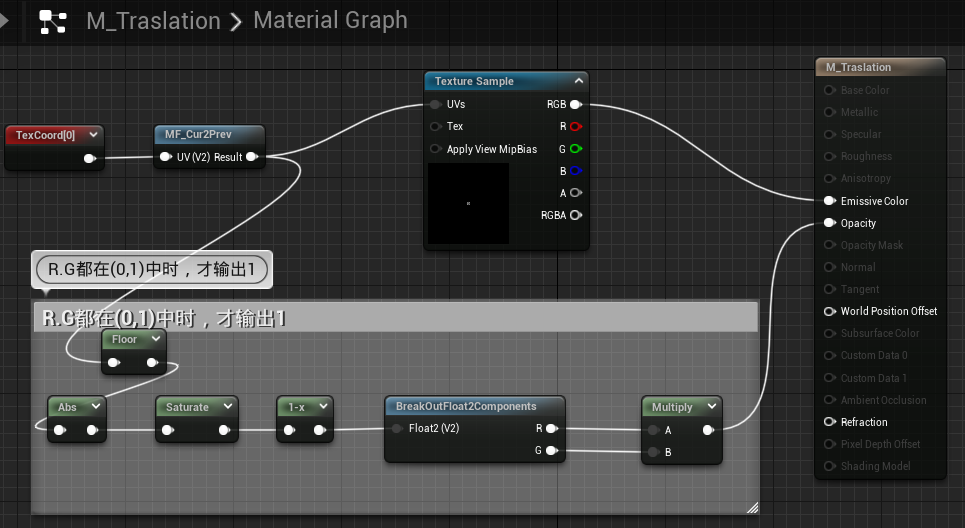 M_Traslation > Material Graph
TexCoord[0]
MF_Cur2Prev
UV (V2) Result
Texture Sample
UVs
RGB
Tex
R
Apply View MipBias
G
B
A
RGBA
M_Traslation
Base Color
Metallic
Specular
Roughness
Anisotropy
Emissive Color
Opacity
Opacity Mask
Normal
Tangent
World Position Offset
Subsurface Color
Custom Data 0
Custom Data 1
Ambient Occlusion
Refraction
Pixel Depth Offset
Shading Model
R.G都在(0,1)中时，才输出1
R.G都在(0,1)中时，才输出1
Floor
Abs
Saturate
1-x
BreakOutFloat2Components
Float2 (V2)
R
G
Multiply
A
B